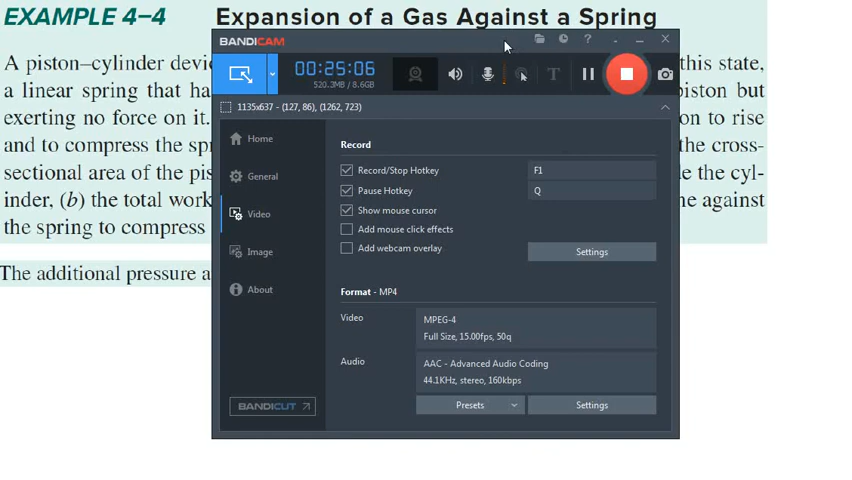 EXAMPLE 4–4 Expansion of a Gas Against a Spring
A piston–cylinder devi this state,
a linear spring that ha piston but
exerting no force on it. on to rise
and to compress the spr the cross-
sectional area of the pis de the cyl-
inder, (b) the total work ne against
the spring to compress
The additional pressure a
BANDICAM
00:25:06
520.3MB / 8.6GB
T
1135x637 - (127, 86), (1262, 723)
Home
General
Video
Image
About
BANDICUT
Record
Record/Stop Hotkey F1
Pause Hotkey Q
Show mouse cursor
Add mouse click effects
Add webcam overlay
Settings
Format - MP4
Video MPEG-4
Full Size, 15.00fps, 50q
Audio AAC - Advanced Audio Coding
44.1KHz, stereo, 160kbps
Presets Settings